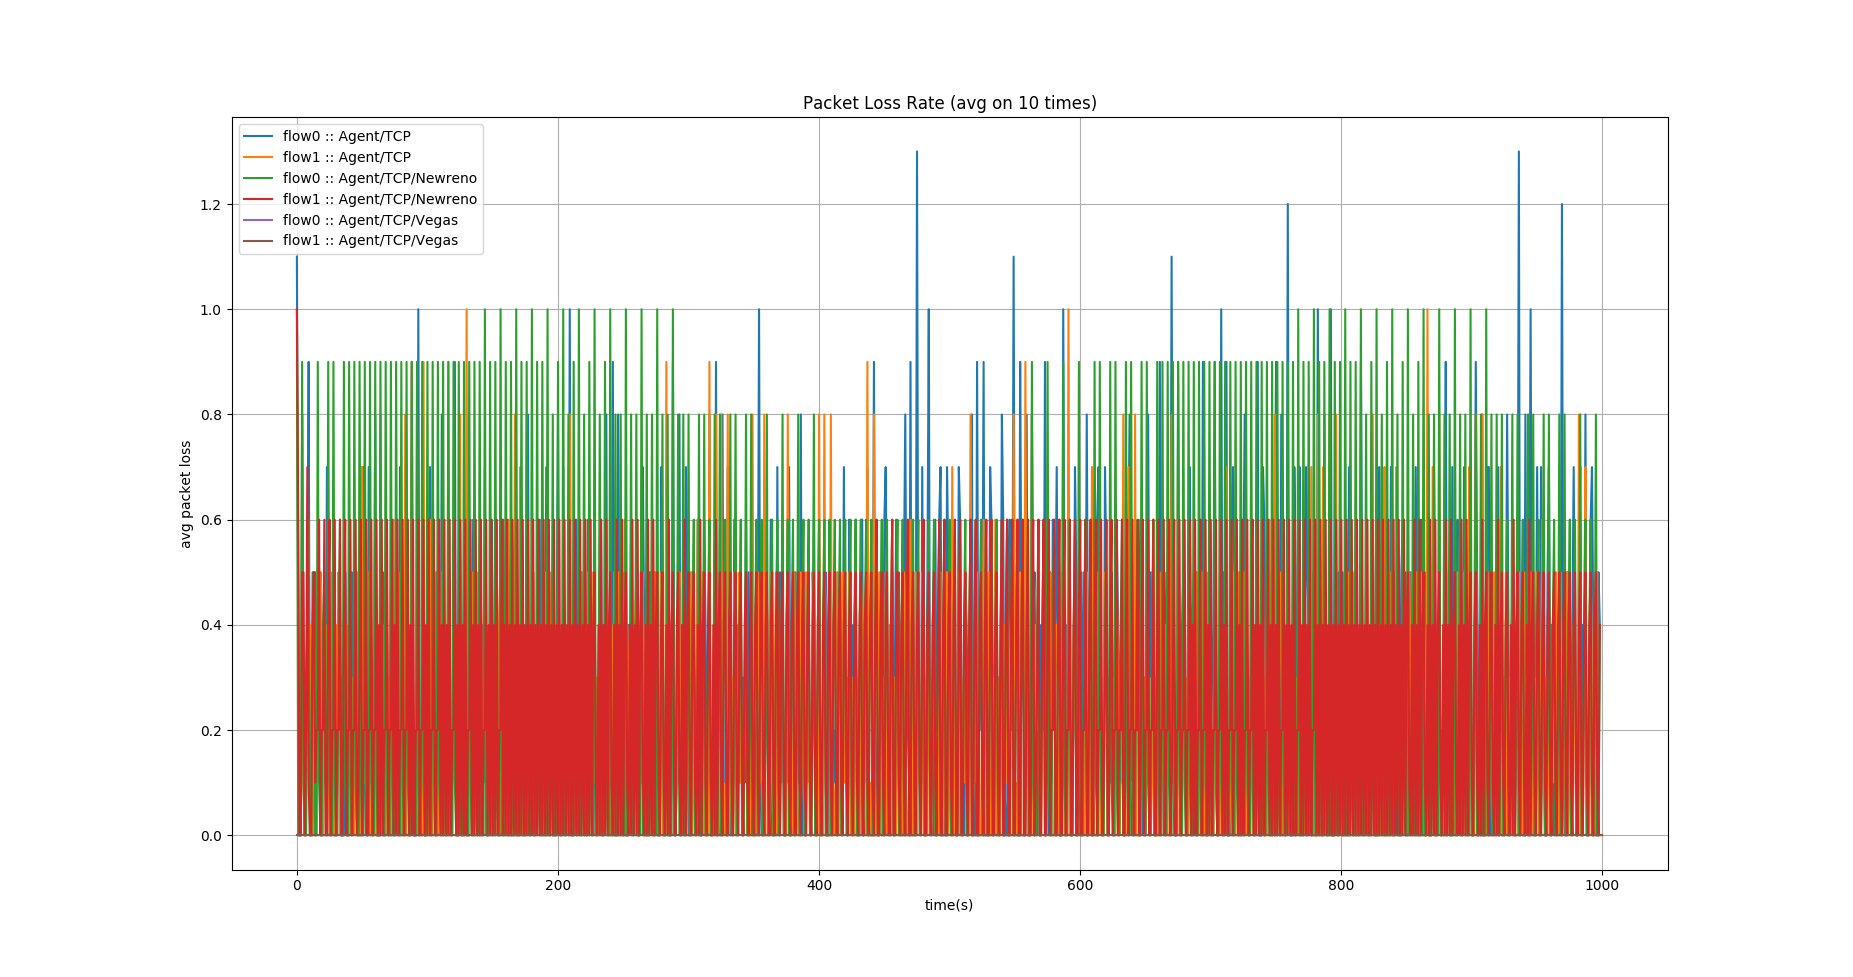 Packet Loss Rate (avg on 10 times)
flow0 :: Agent/TCP
flow1 :: Agent/TCP
flow0 :: Agent/TCP/Newreno
flow1 :: Agent/TCP/Newreno
flow0 :: Agent/TCP/Vegas
flow1 :: Agent/TCP/Vegas
1.2
1.0
0.8
0.6
0.4
0.2
0.0
avg packet loss
0 200 400 600 800 1000
time(s)